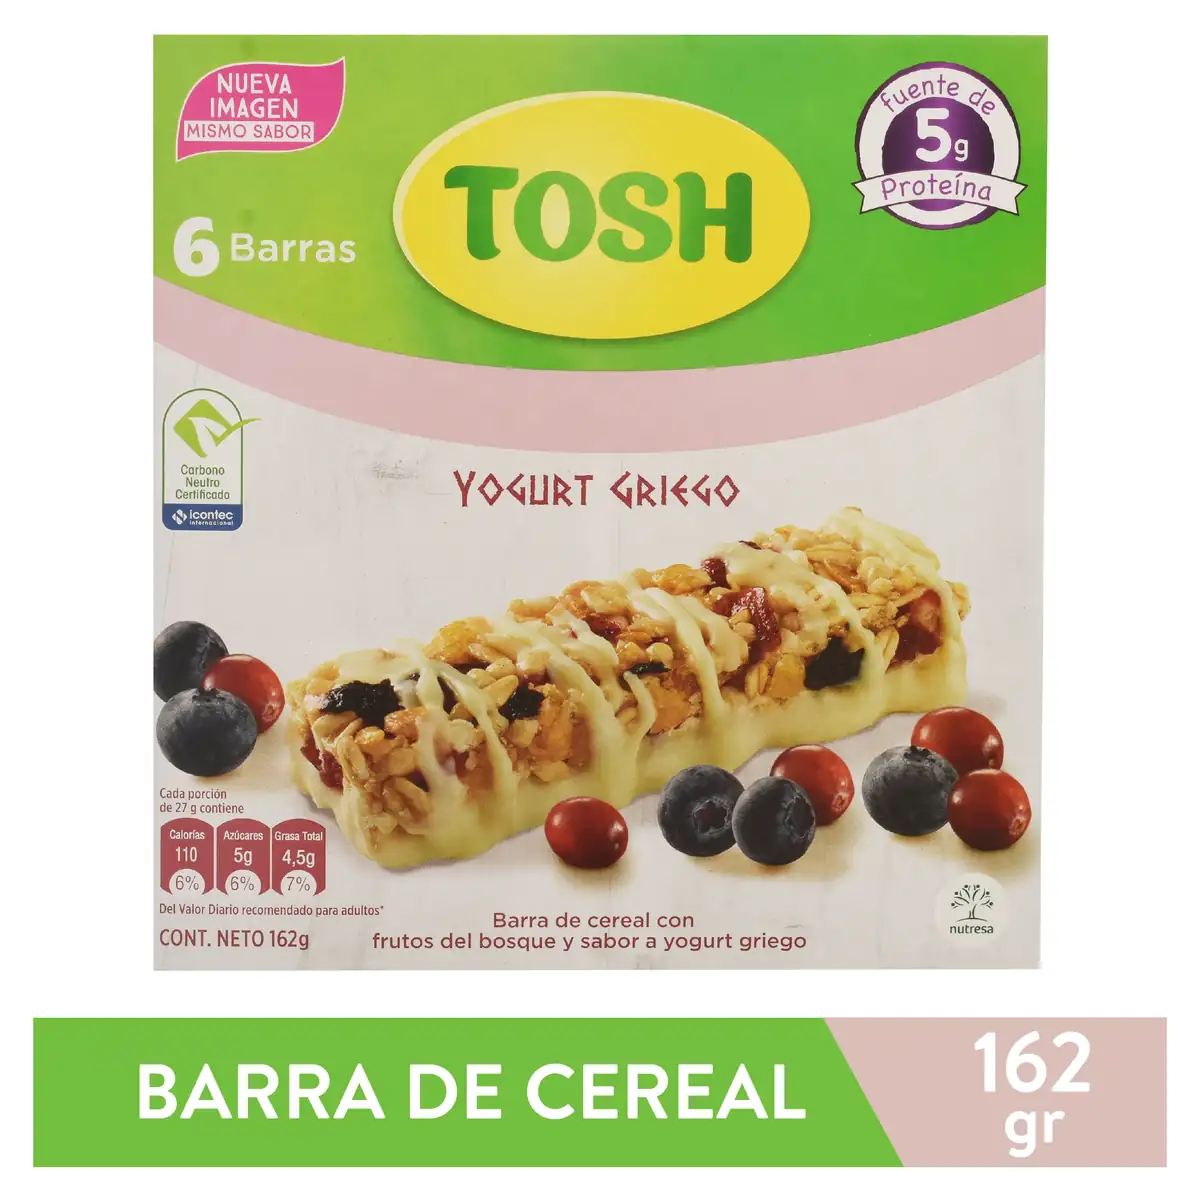 NUEVA
IMAGEN
MISMO SABOR
TOSH
fuente de
5g
Proteína
6 Barras
Carbono
Neutro
Certificado
icontec
internacional
YOGURT GRIEGO
Cada porción
de 27 g contiene
Calorías Azúcares Grasa Total
110 5g 4,5g
6% 6% 7%
Del Valor Diario recomendado para adultos*
CONT. NETO 162g
Barra de cereal con
frutos del bosque y sabor a yogurt griego
nutresa
BARRA DE CEREAL
162
gr